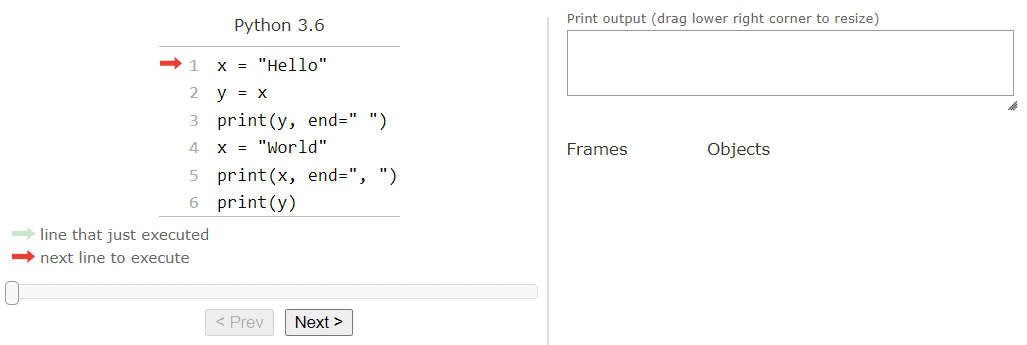 Python 3.6
1 x = "Hello"
2 y = x
3 print(y, end=" ")
4 x = "World"
5 print(x, end=", ")
6 print(y)
line that just executed
next line to execute
< Prev Next >
Print output (drag lower right corner to resize)
Frames Objects